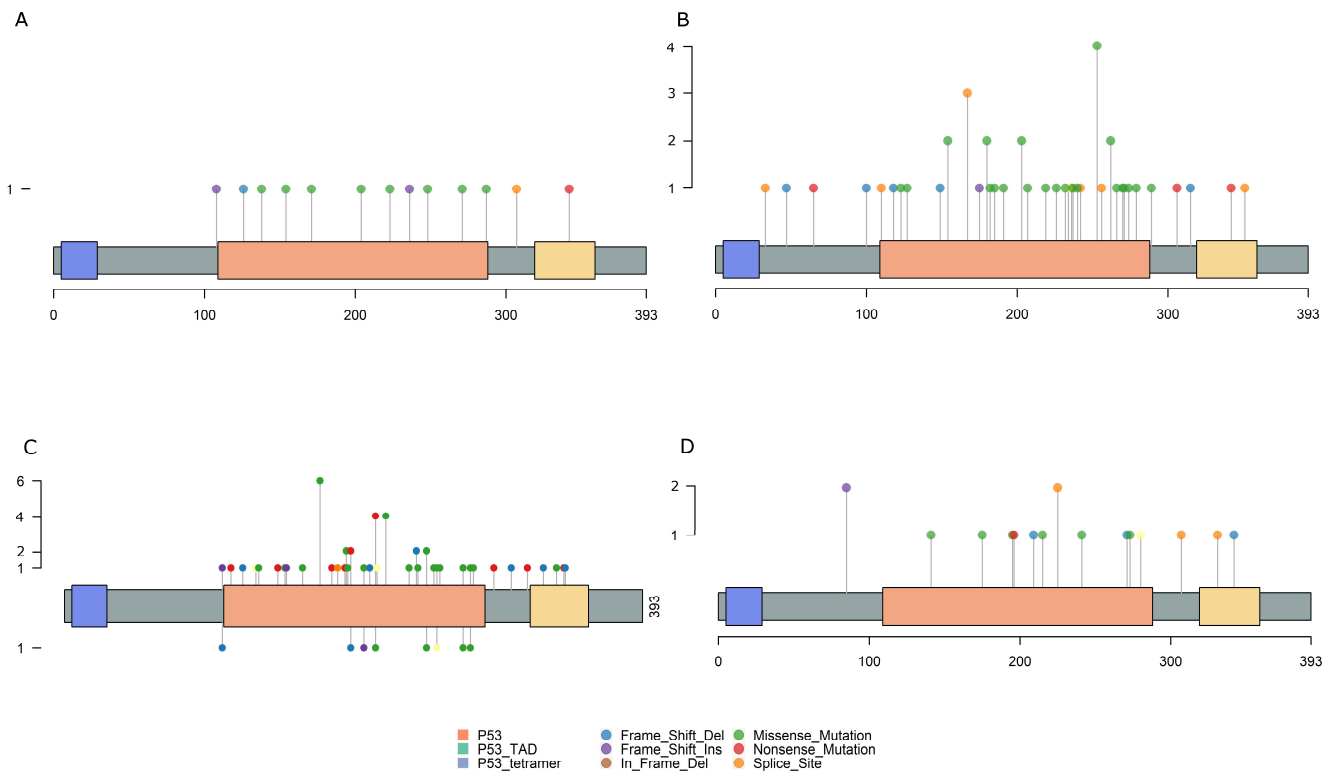 A
1
0 100 200 300 393
B
4
3
2
1
0 100 200 300 393
C
6
4
2
1
1
393
D
2
1
0 100 200 300 393
P53 Frame_Shift_Del Missense_Mutation
P53_TAD Frame_Shift_Ins Nonsense_Mutation
P53_tetramer In_Frame_Del Splice_Site